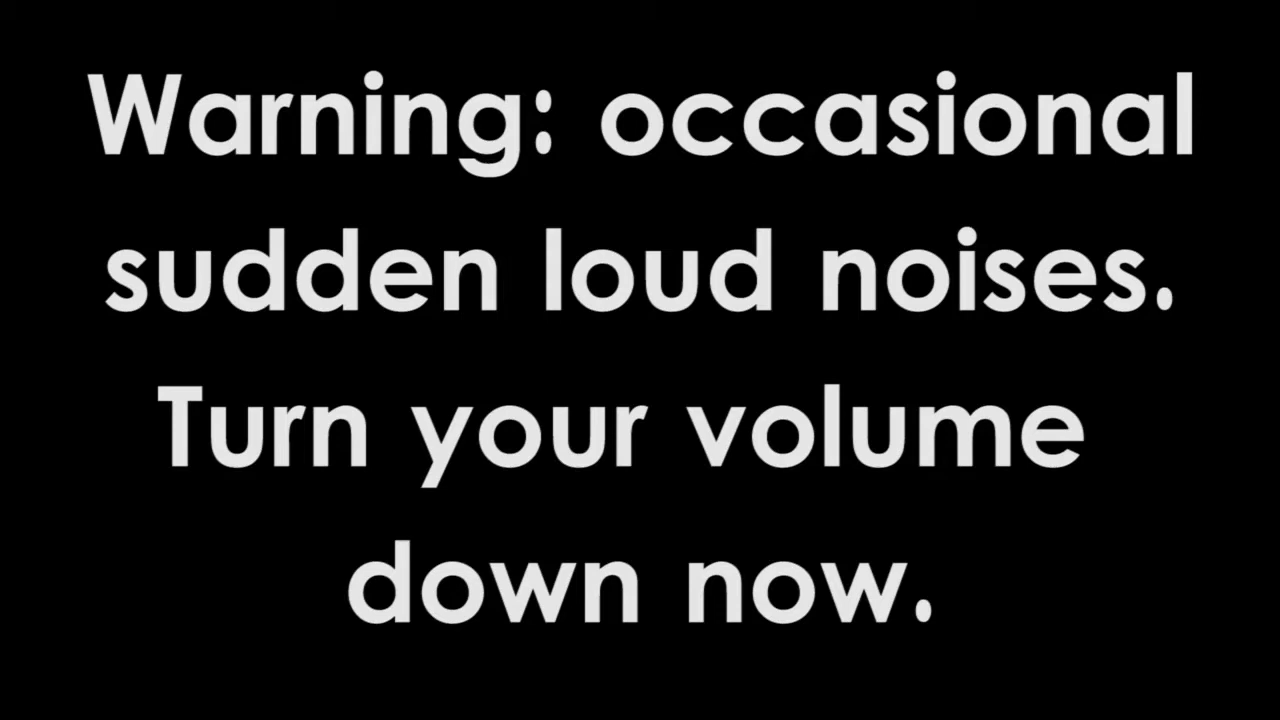 Warning: occasional
sudden loud noises.
Turn your volume
down now.